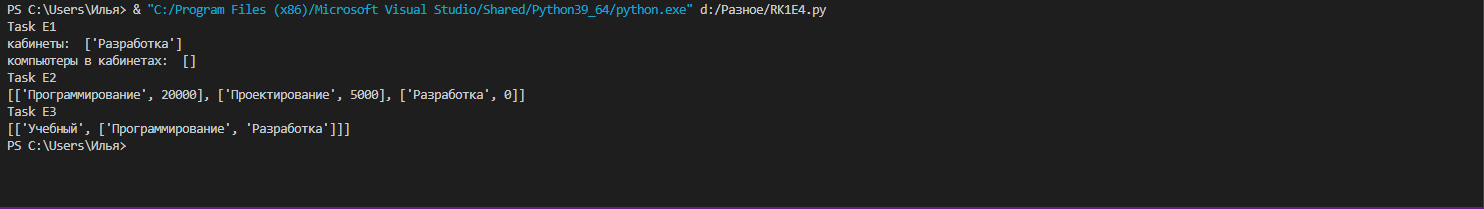 PS C:\Users\Илья> & "C:/Program Files (x86)/Microsoft Visual Studio/Shared/Python39_64/python.exe" d:/Разное/RK1E4.py
Task E1
кабинеты:  ['Разработка']
компьютеры в кабинетах:  []
Task E2
[['Программирование', 20000], ['Проектирование', 5000], ['Разработка', 0]]
Task E3
[['Учебный', ['Программирование', 'Разработка']]]
PS C:\Users\Илья>